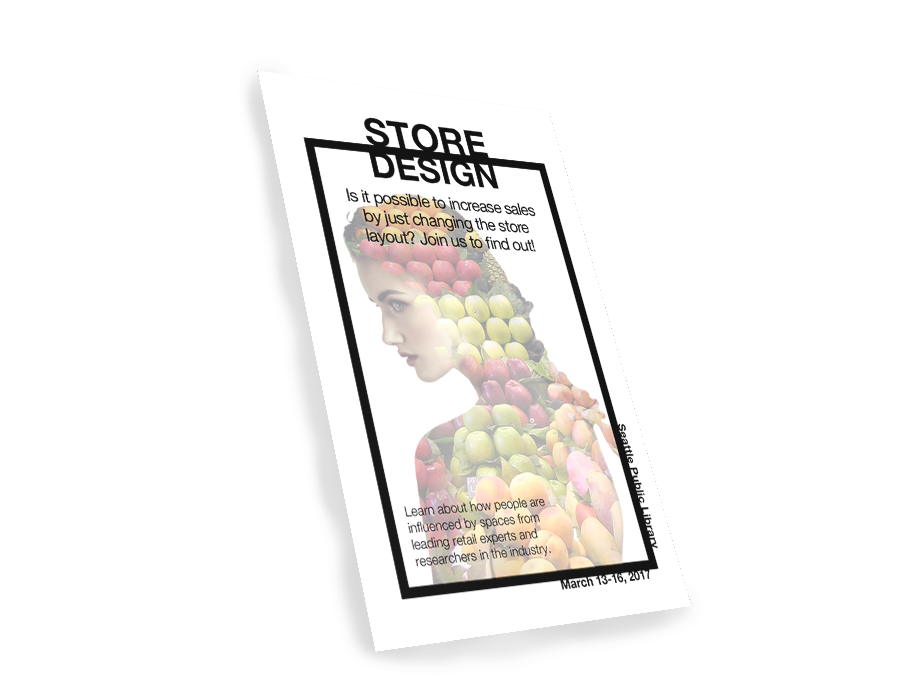 STORE
DESIGN
Is it possible to increase sales
by just changing the store
layout? Join us to find out!
Seattle Public Library
Learn about how people are
influenced by spaces from
leading retail experts and
researchers in the industry.
March 13-16, 2017